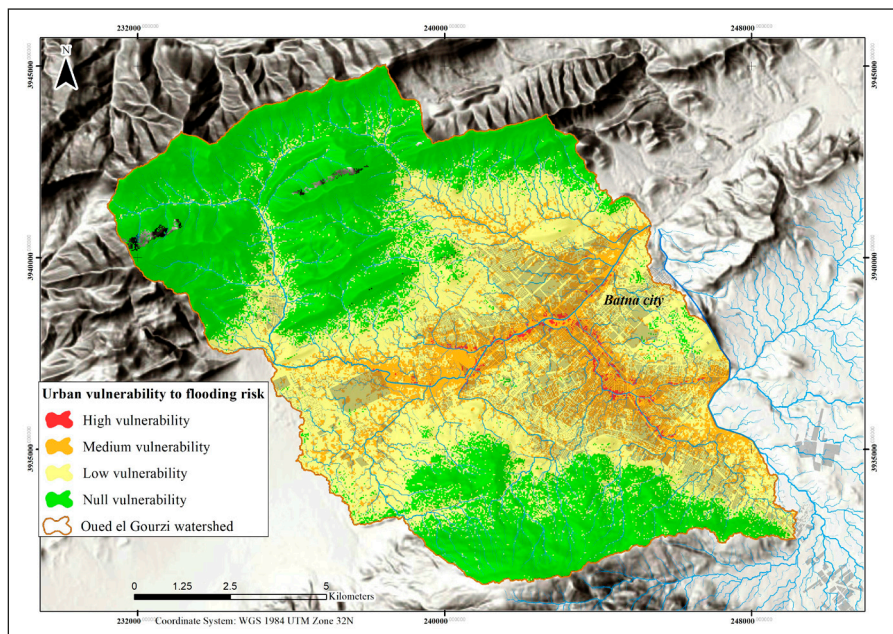 232000 240000 248000
N
3945000 3945000
3940000 3940000
Batna city
Urban vulnerability to flooding risk
High vulnerability
Medium vulnerability
Low vulnerability
Null vulnerability
Oued el Gourzi watershed
3935000 3935000
0 1.25 2.5 5
Kilometers
232000 240000 248000
Coordinate System: WGS 1984 UTM Zone 32N